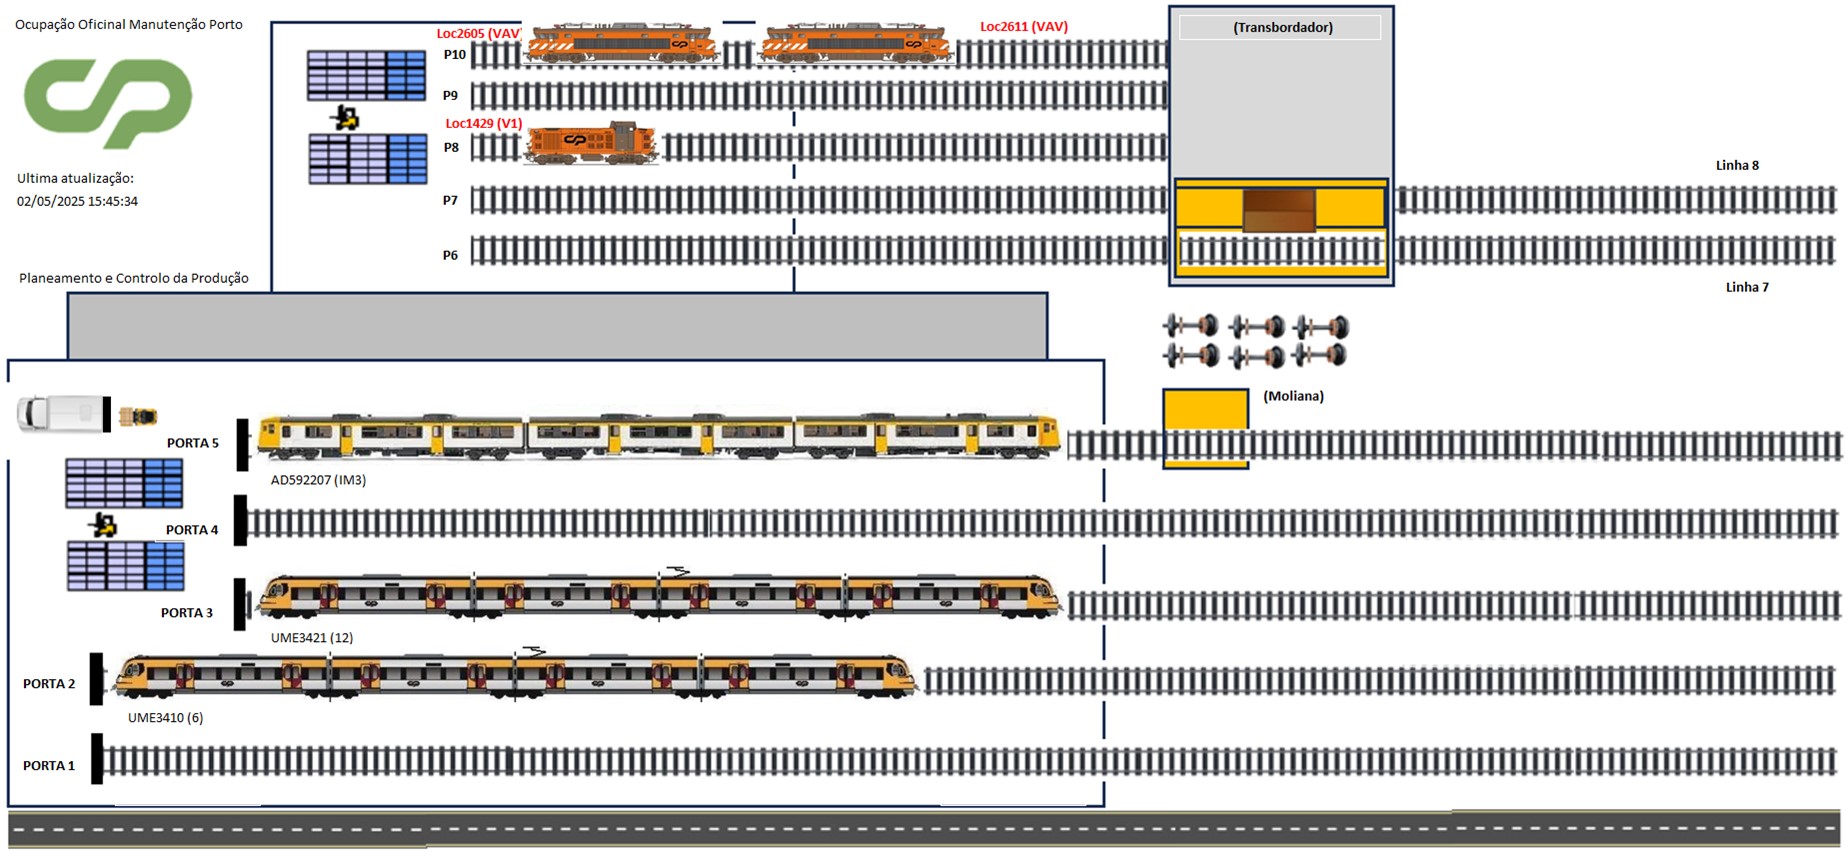 Ocupação Oficinal Manutenção Porto
Ultima atualização:
02/05/2025 15:45:34
Planeamento e Controlo da Produção
Loc2605 (VAV)
Loc2611 (VAV)
P10
P9
Loc1429 (V1)
P8
P7
P6
(Transbordador)
Linha 8
Linha 7
(Moliana)
PORTA 5
AD592207 (IM3)
PORTA 4
PORTA 3
UME3421 (12)
PORTA 2
UME3410 (6)
PORTA 1